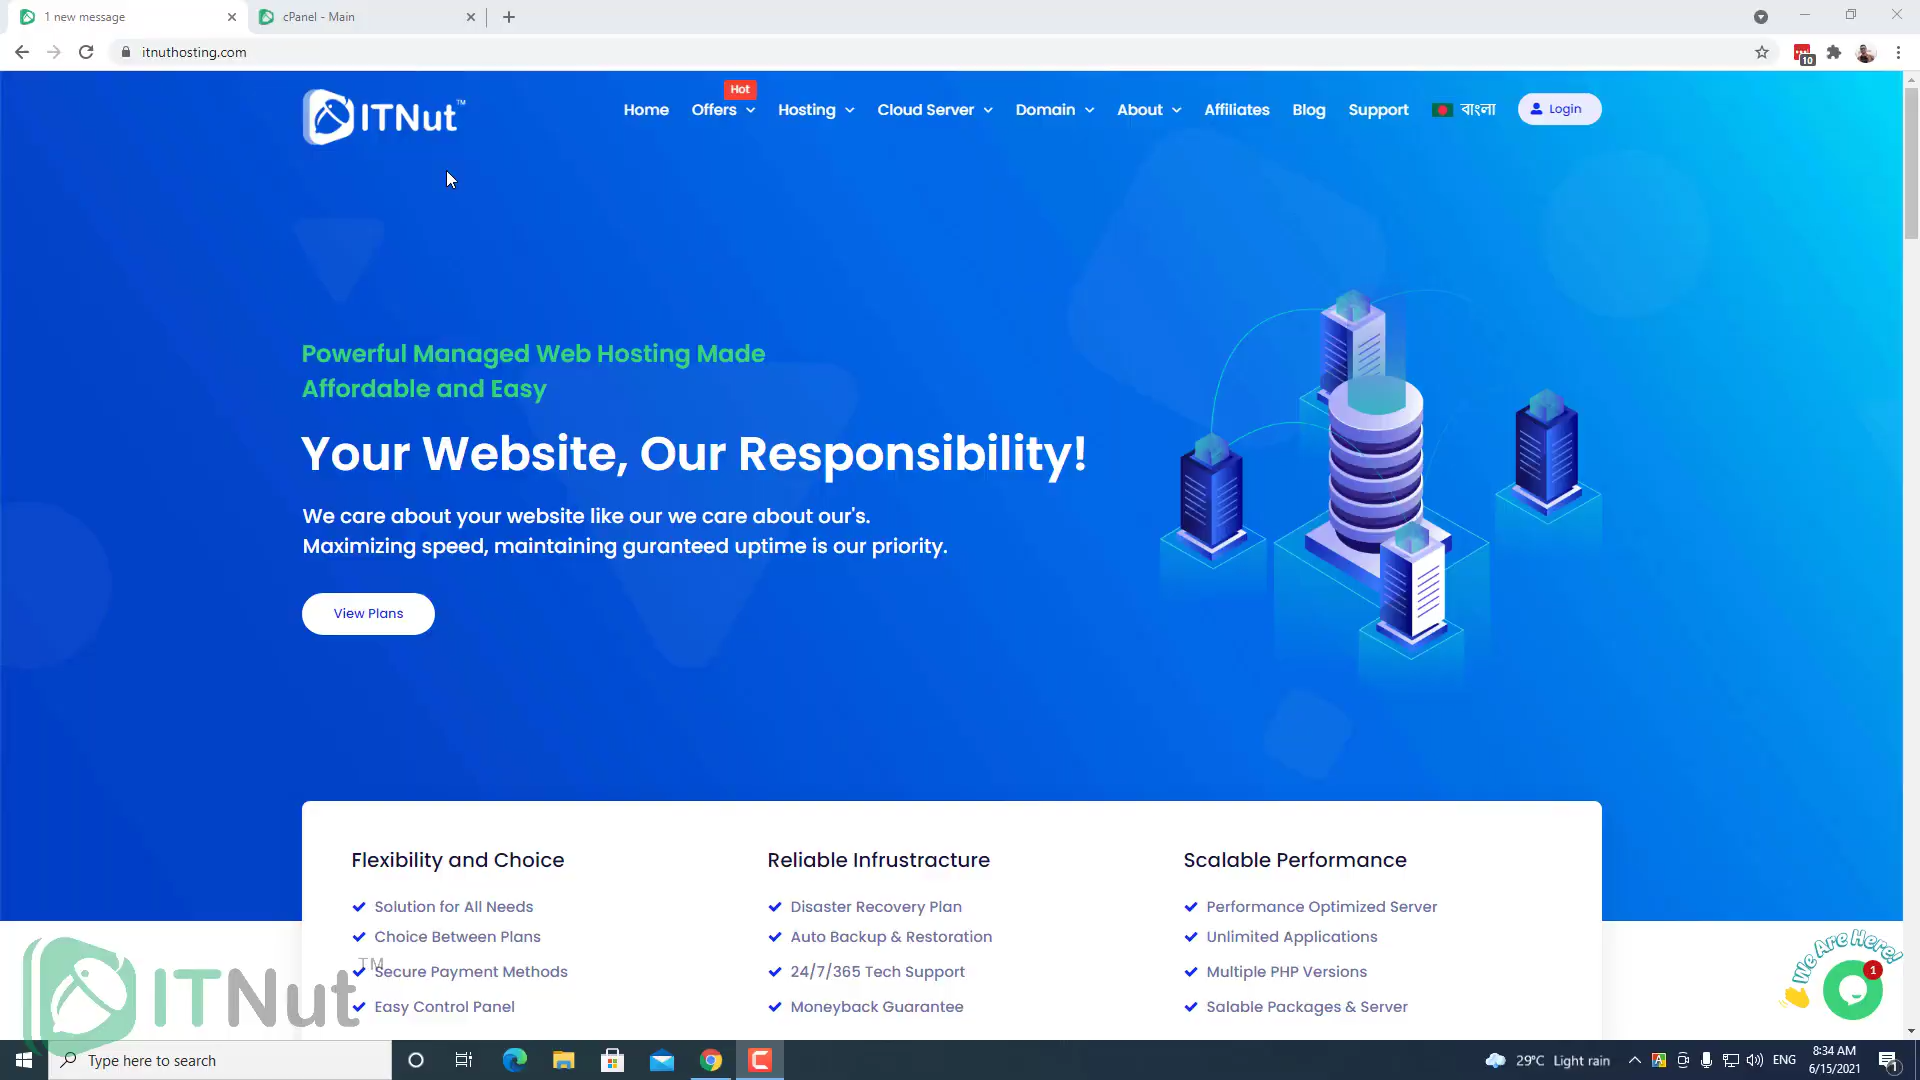 1 new message
cPanel - Main
itnuthosting.com
10
ITNut™
Home
Offers
Hot
Hosting
Cloud Server
Domain
About
Affiliates
Blog
Support
বাংলা
Login
Powerful Managed Web Hosting Made
Affordable and Easy
Your Website, Our Responsibility!
We care about your website like our we care about our's.
Maximizing speed, maintaining guranteed uptime is our priority.
View Plans
Flexibility and Choice
Solution for All Needs
Choice Between Plans
Secure Payment Methods
Easy Control Panel
Reliable Infrustracture
Disaster Recovery Plan
Auto Backup & Restoration
24/7/365 Tech Support
Moneyback Guarantee
Scalable Performance
Performance Optimized Server
Unlimited Applications
Multiple PHP Versions
Salable Packages & Server
ITNut™
We Are Here!
1
Type here to search
29°C Light rain
ENG
8:34 AM
6/15/2021
1